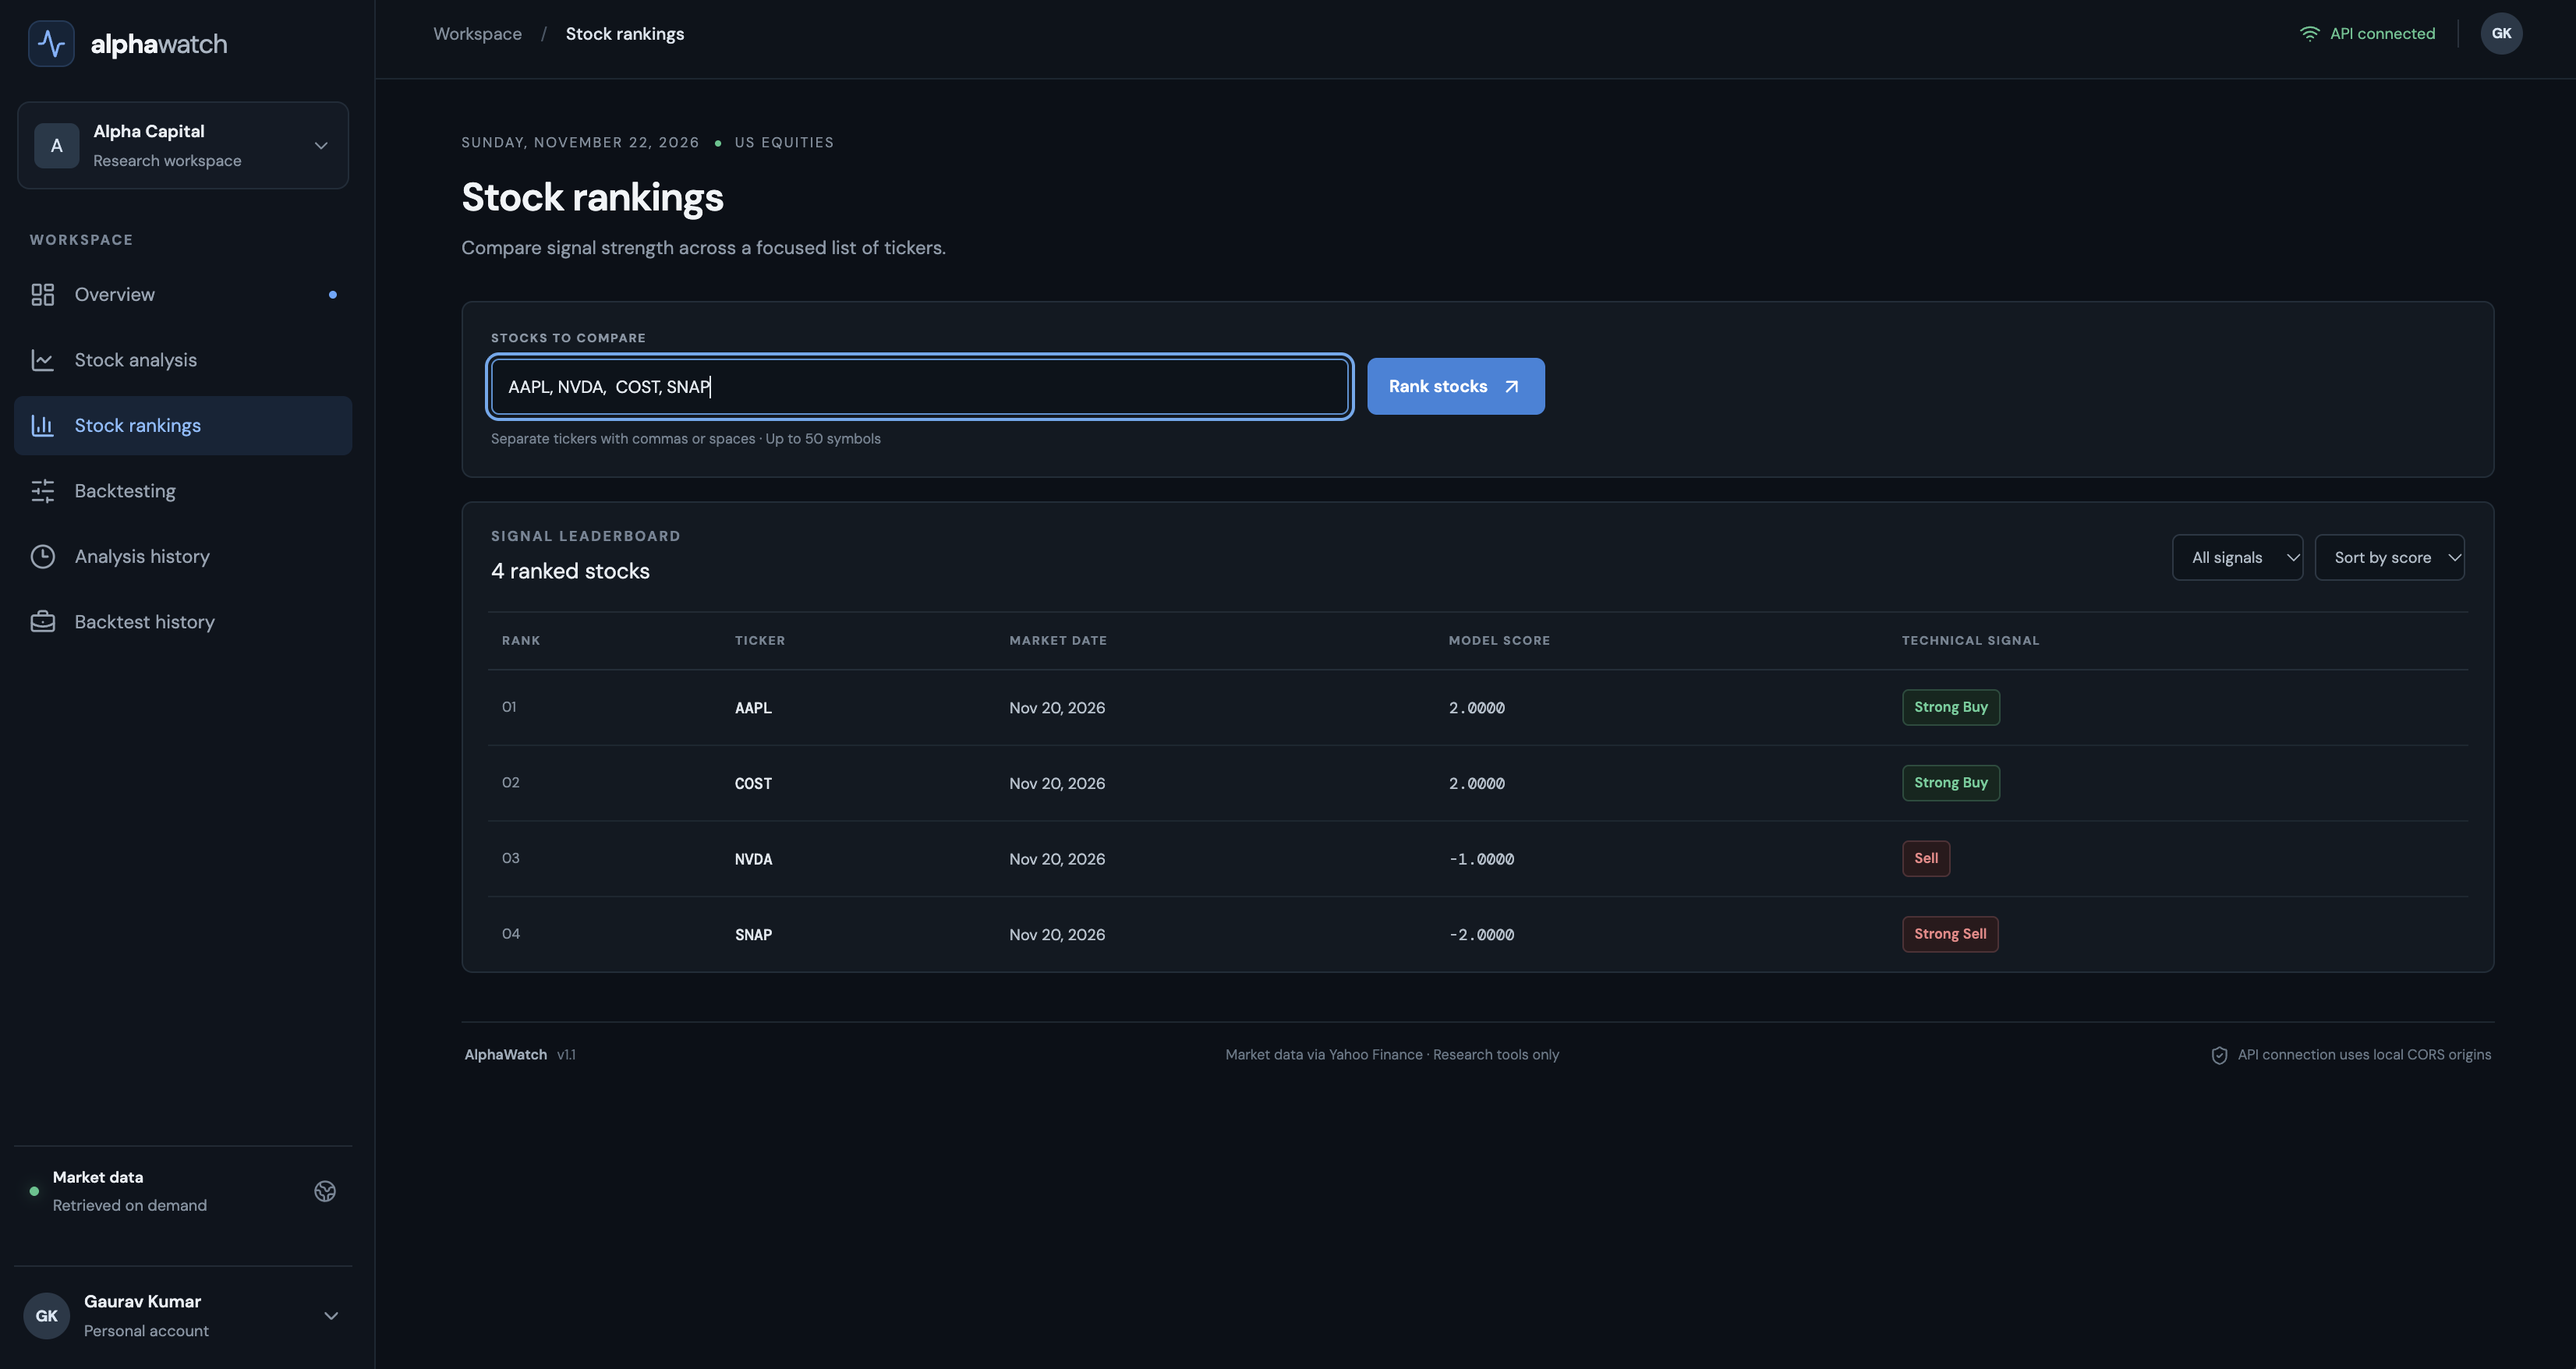 alphawatch
A
Alpha Capital
Research workspace
WORKSPACE
Overview
Stock analysis
Stock rankings
Backtesting
Analysis history
Backtest history
Market data
Retrieved on demand
GK
Gaurav Kumar
Personal account
Workspace / Stock rankings
API connected
GK
SUNDAY, NOVEMBER 22, 2026 • US EQUITIES
Stock rankings
Compare signal strength across a focused list of tickers.
STOCKS TO COMPARE
AAPL, NVDA,  COST, SNAP
Rank stocks
Separate tickers with commas or spaces · Up to 50 symbols
SIGNAL LEADERBOARD
4 ranked stocks
All signals
Sort by score
RANK TICKER MARKET DATE MODEL SCORE TECHNICAL SIGNAL
01 AAPL Nov 20, 2026 2.0000 Strong Buy
02 COST Nov 20, 2026 2.0000 Strong Buy
03 NVDA Nov 20, 2026 -1.0000 Sell
04 SNAP Nov 20, 2026 -2.0000 Strong Sell
AlphaWatch v1.1
Market data via Yahoo Finance · Research tools only
API connection uses local CORS origins